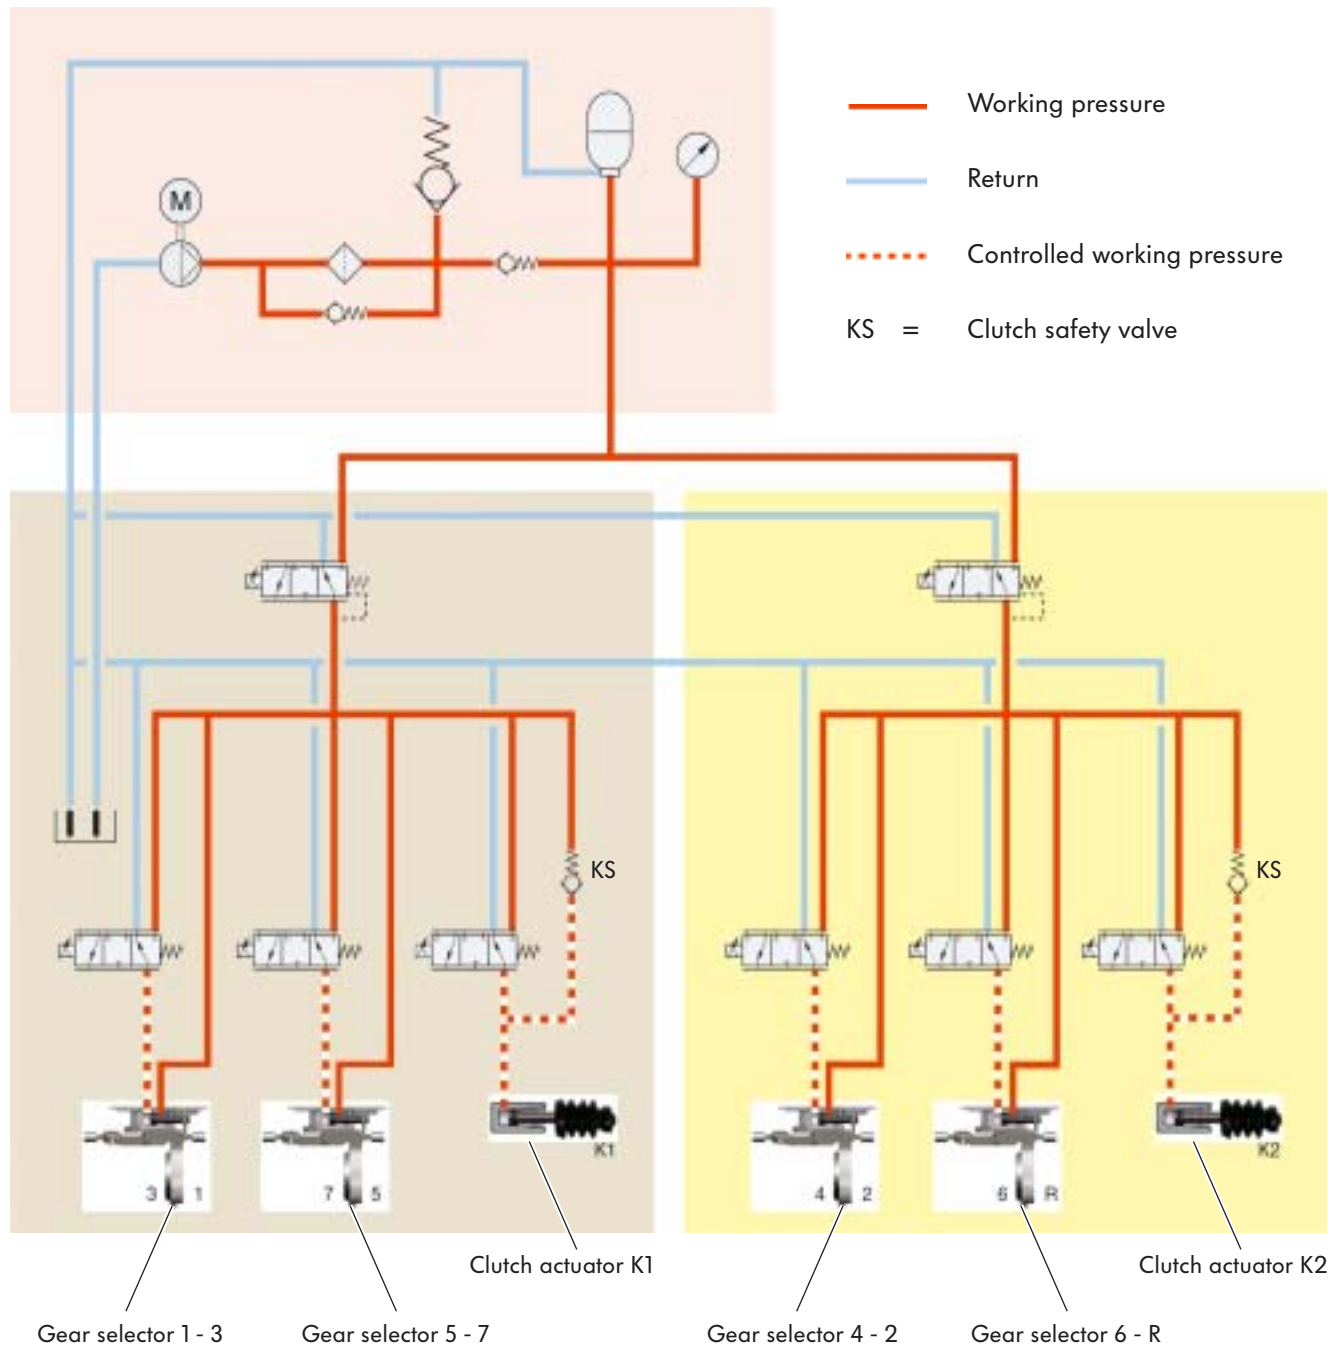 Working pressure
Return
Controlled working pressure
KS = Clutch safety valve
M
KS
KS
3 1
7 5
K1
4 2
6 R
K2
Clutch actuator K1
Clutch actuator K2
Gear selector 1 - 3
Gear selector 5 - 7
Gear selector 4 - 2
Gear selector 6 - R